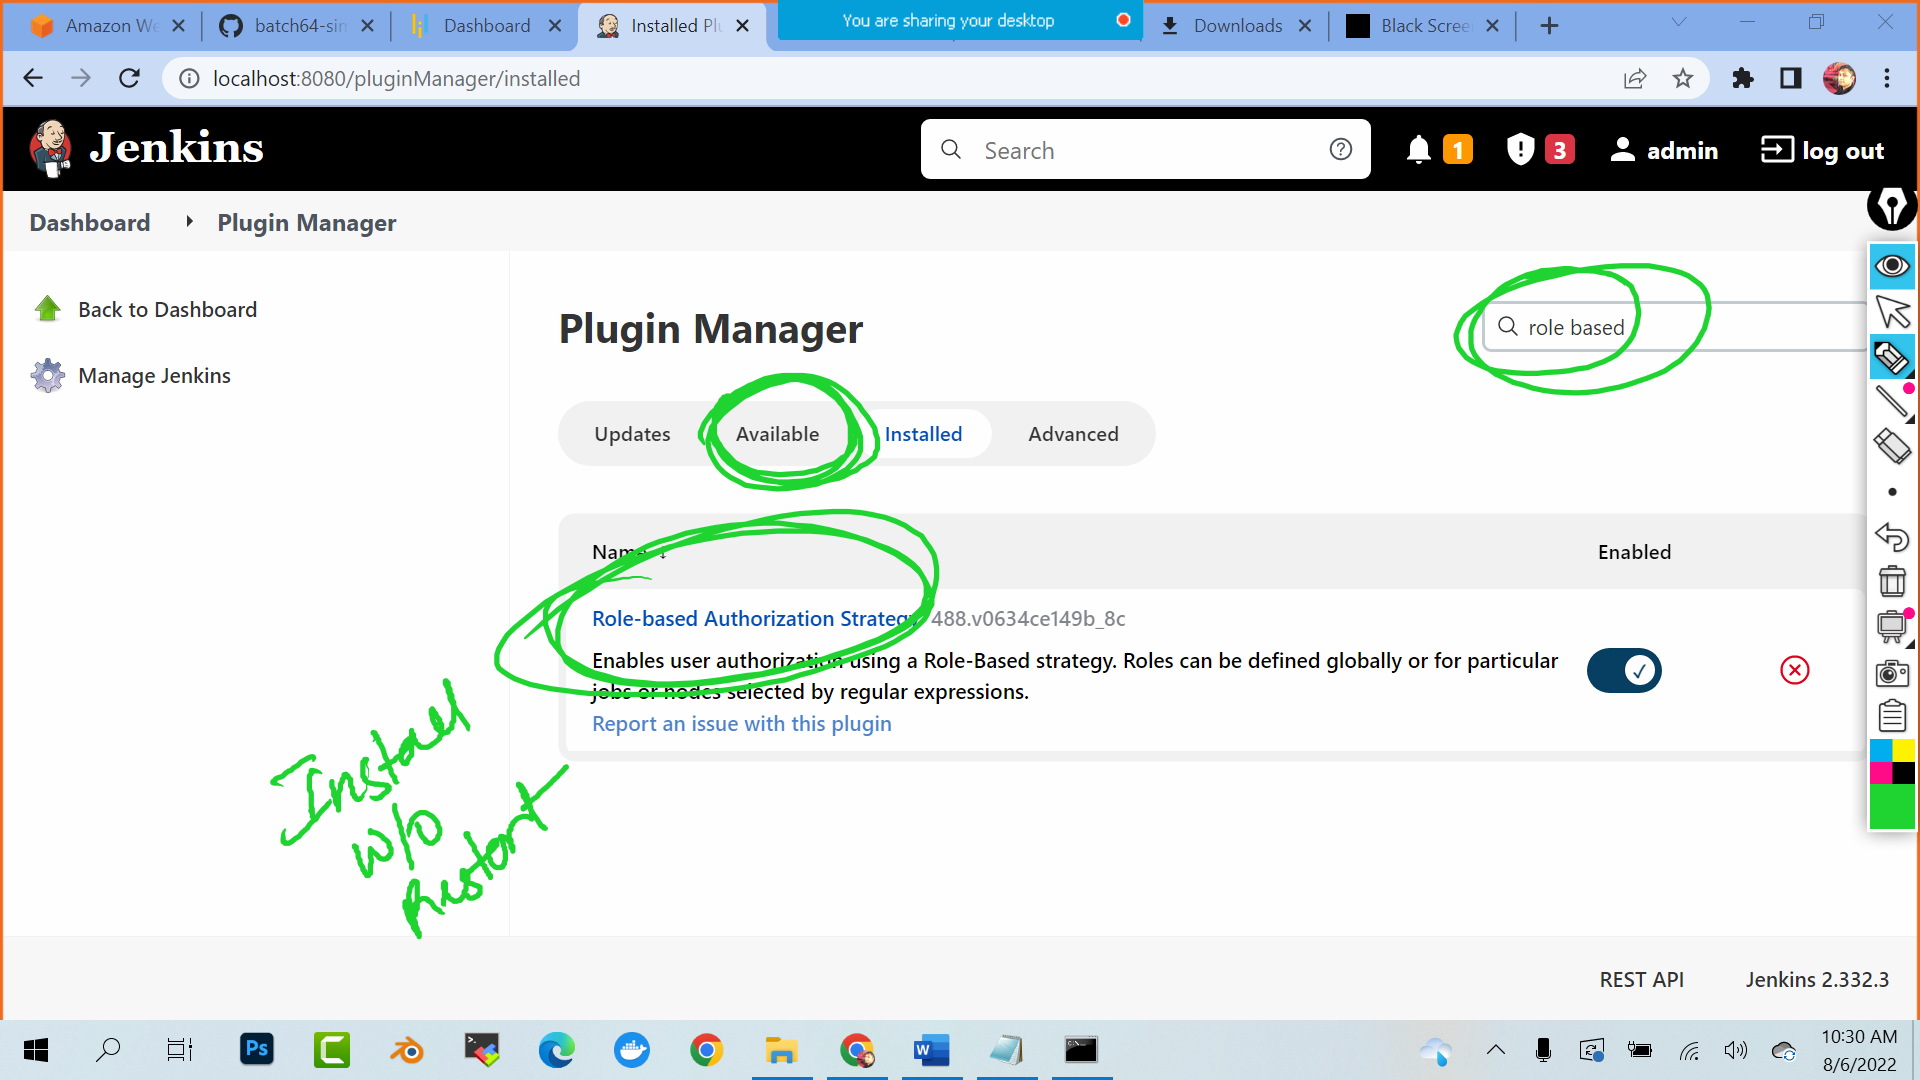 Amazon We
batch64-sim
Dashboard
Installed Plu
You are sharing your desktop
Downloads
Black Scree
localhost:8080/pluginManager/installed
Jenkins
Search
1
3
admin
log out
Dashboard
Plugin Manager
Back to Dashboard
Manage Jenkins
Plugin Manager
role based
Updates
Available
Installed
Advanced
Name ↓
Enabled
Role-based Authorization Strategy 488.v0634ce149b_8c
Enables user authorization using a Role-Based strategy. Roles can be defined globally or for particular
jobs or nodes selected by regular expressions.
Report an issue with this plugin
Install
w/o
Restart
REST API
Jenkins 2.332.3
Ps
C
W
10:30 AM
8/6/2022